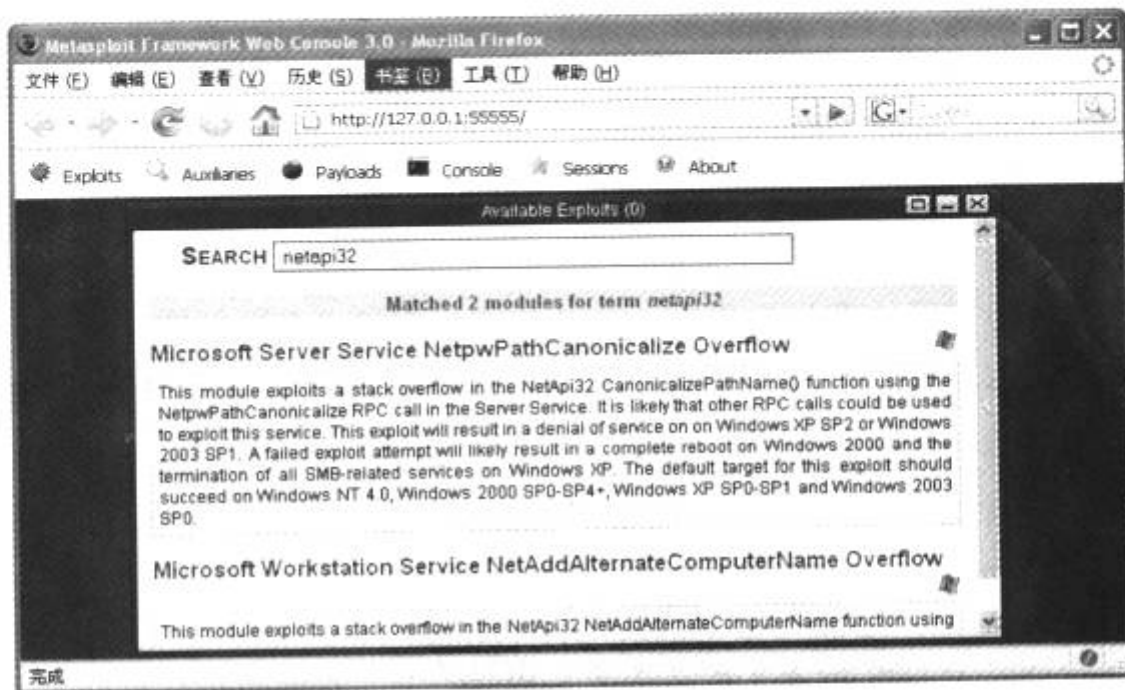 Metasploit Framework Web Console 3.0 - Mozilla Firefox
文件 (F) 编辑 (E) 查看 (V) 历史 (S) 书签 (B) 工具 (T) 帮助 (H)
http://127.0.0.1:55555/
Exploits Auxiliaries Payloads Console Sessions About
Available Exploits (0)
SEARCH netapi32
Matched 2 modules for term netapi32
Microsoft Server Service NetpwPathCanonicalize Overflow
This module exploits a stack overflow in the NetApi32 CanonicalizePathName() function using the
NetpwPathCanonicalize RPC call in the Server Service. It is likely that other RPC calls could be used
to exploit this service. This exploit will result in a denial of service on on Windows XP SP2 or Windows
2003 SP1. A failed exploit attempt will likely result in a complete reboot on Windows 2000 and the
termination of all SMB-related services on Windows XP. The default target for this exploit should
succeed on Windows NT 4.0, Windows 2000 SP0-SP4+, Windows XP SP0-SP1 and Windows 2003
SP0.
Microsoft Workstation Service NetAddAlternateComputerName Overflow
This module exploits a stack overflow in the NetApi32 NetAddAlternateComputerName function using
完成